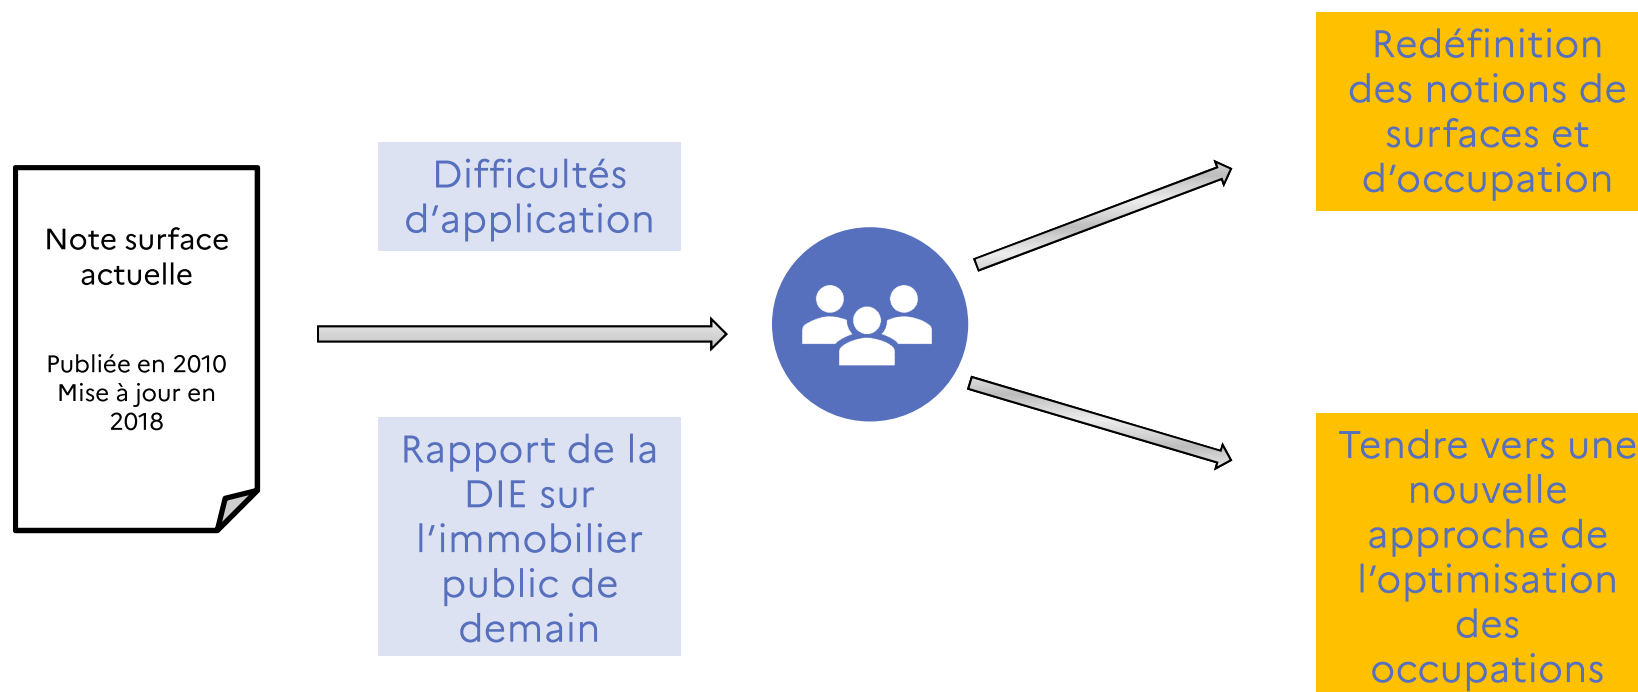 Note surface
actuelle
Publiée en 2010
Mise à jour en
2018
Difficultés
d’application
Rapport de la
DIE sur
l’immobilier
public de
demain
Redéfinition
des notions de
surfaces et
d’occupation
Tendre vers une
nouvelle
approche de
l’optimisation
des
occupations